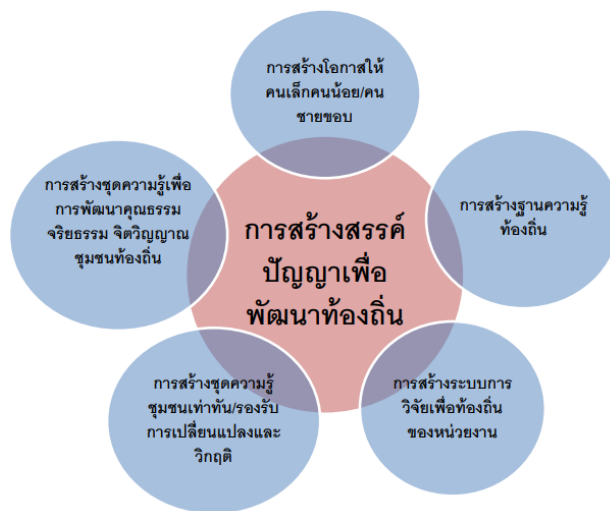 การสร้างโอกาสให้
คนเล็กคนน้อย/คน
ชายขอบ
การสร้างฐานความรู้
ท้องถิ่น
การสร้างระบบการ
วิจัยเพื่อท้องถิ่น
ของหน่วยงาน
การสร้างชุดความรู้
ชุมชนเท่าทัน/รองรับ
การเปลี่ยนแปลงและ
วิกฤติ
การสร้างชุดความรู้เพื่อ
การพัฒนาคุณธรรม
จริยธรรม จิตวิญญาณ
ชุมชนท้องถิ่น
การสร้างสรรค์
ปัญญาเพื่อ
พัฒนาท้องถิ่น